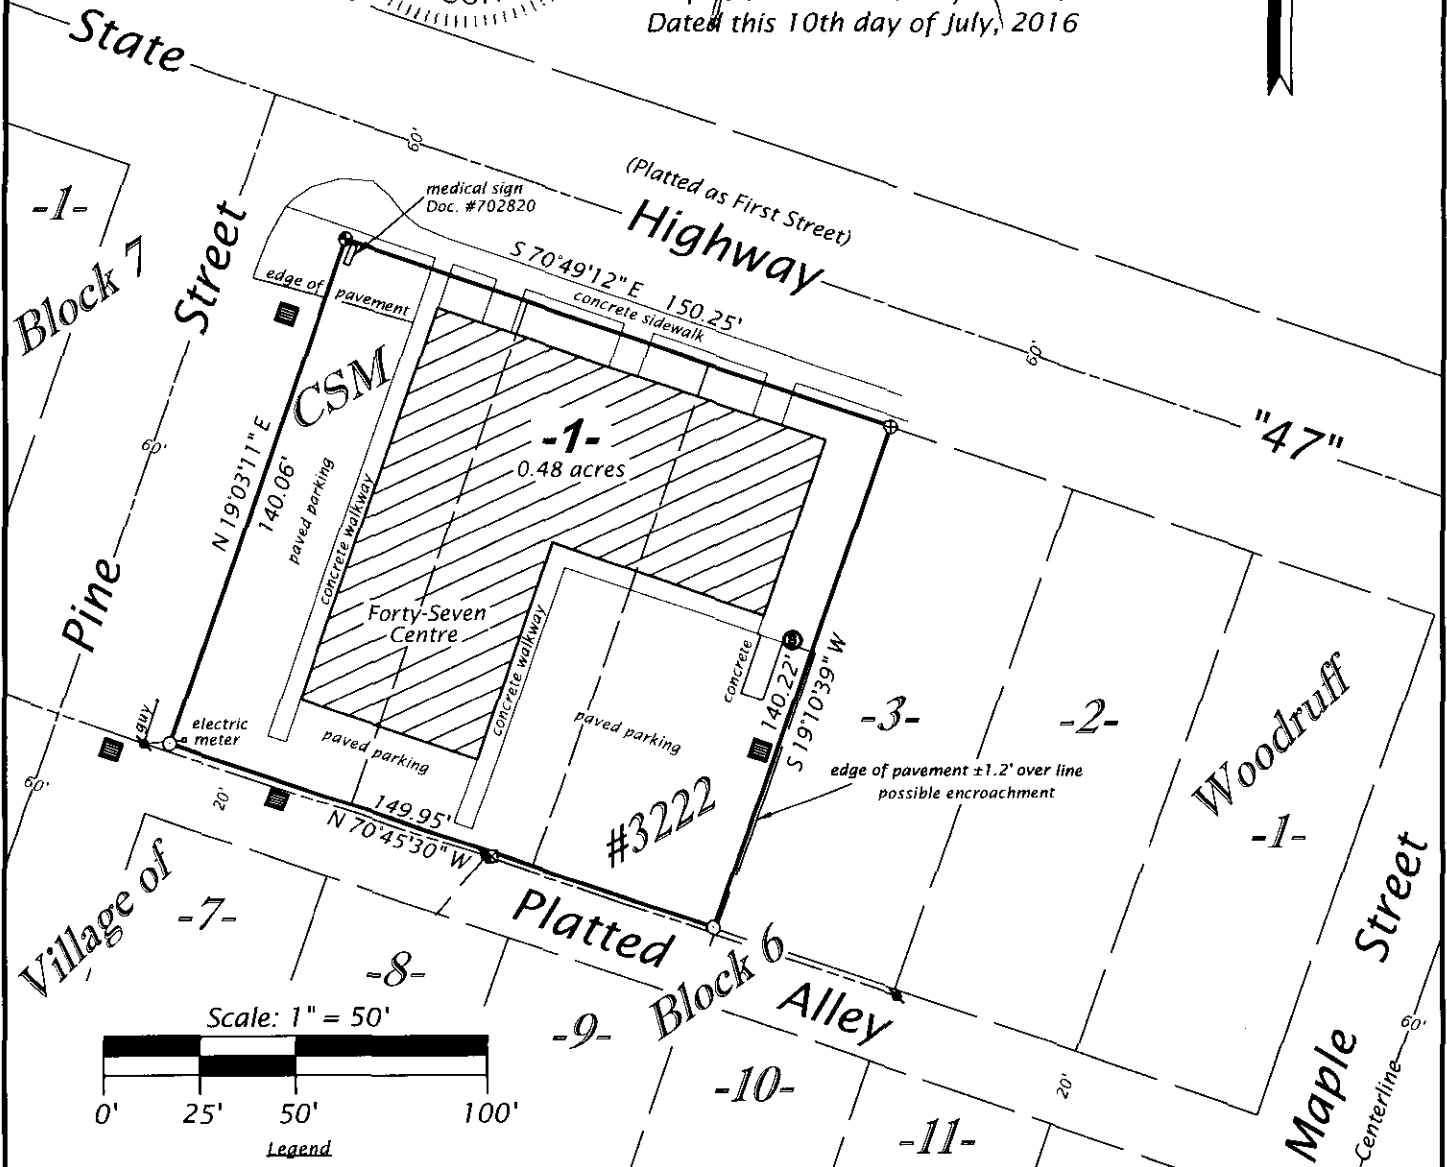 Dated this 10th day of July, 2016
State
60'
(Platted as First Street)
Highway
60'
"47"
medical sign
Doc. #702820
S 70°49'12" E 150.25'
concrete sidewalk
-1-
Block 7
Street
edge of pavement
CSM
-1-
0.48 acres
N 19°03'11" E
140.06'
60'
paved parking
concrete walkway
Pine
Forty-Seven
Centre
concrete walkway
concrete
140.22'
S 19°10'39" W
-3-
-2-
Woodruff
-1-
guy
electric
meter
paved parking
paved parking
edge of pavement ±1.2' over line
possible encroachment
#3222
149.95'
N 70°45'30" W
60'
20'
Village of
-7-
-8-
-9-
-10-
-11-
Platted
Alley
Block 6
20'
Street
Maple
60'
Centerline
Scale: 1" = 50'
0' 25' 50' 100'
Legend